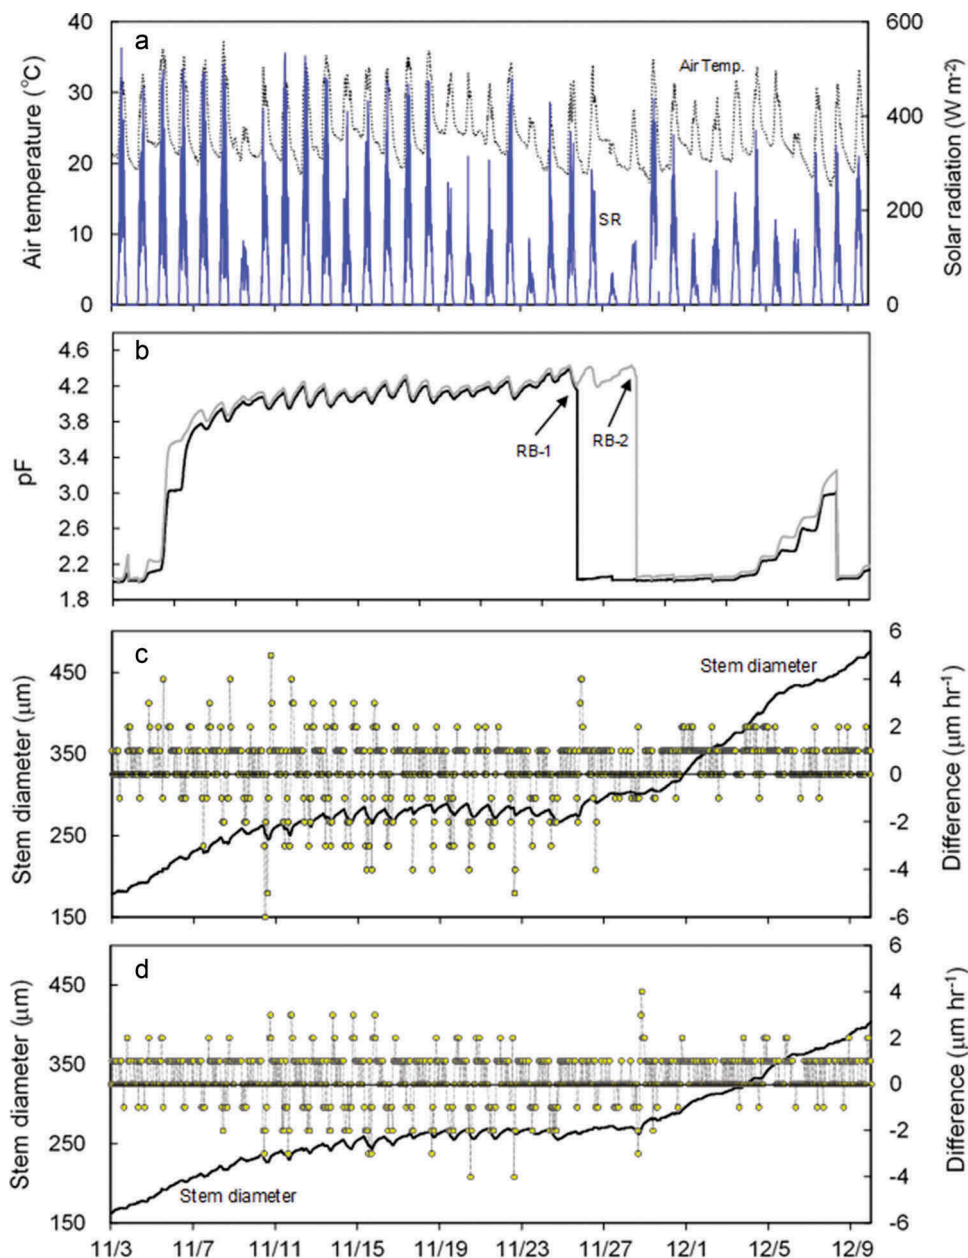 a
Air temperature (°C)
40
30
20
10
0
Air Temp.
SR
600
400
200
0
Solar radiation (W m-2)
b
pF
4.6
4.2
3.8
3.4
3.0
2.6
2.2
1.8
RB-1
RB-2
c
Stem diameter (μm)
450
350
250
150
Stem diameter
6
4
2
0
-2
-4
-6
Difference (μm hr-1)
d
Stem diameter (μm)
450
350
250
150
Stem diameter
6
4
2
0
-2
-4
-6
Difference (μm hr-1)
11/3 11/7 11/11 11/15 11/19 11/23 11/27 12/1 12/5 12/9